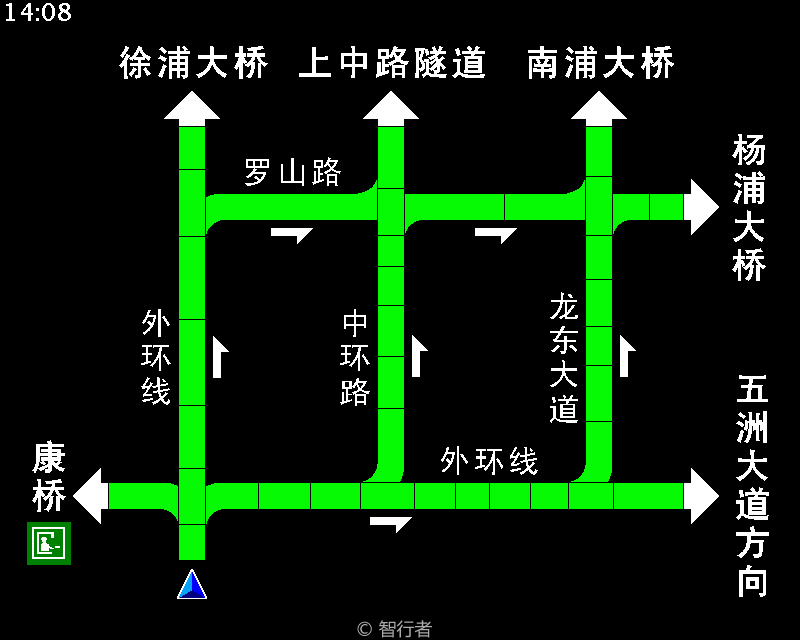 14:08
徐浦大桥
上中路隧道
南浦大桥
杨浦大桥
罗山路
外环线
中环路
龙东大道
五洲大道方向
外环线
康桥
© 智行者